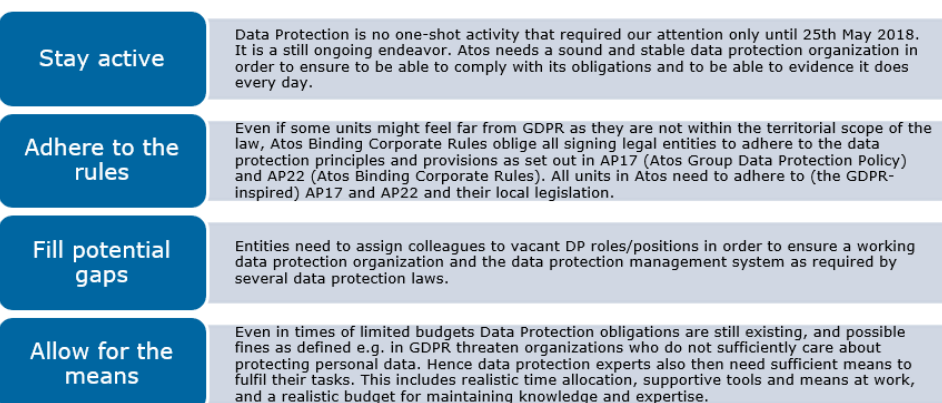 Stay active
Data Protection is no one-shot activity that required our attention only until 25th May 2018.
It is a still ongoing endeavor. Atos needs a sound and stable data protection organization in
order to ensure to be able to comply with its obligations and to be able to evidence it does
every day.
Adhere to the
rules
Even if some units might feel far from GDPR as they are not within the territorial scope of the
law, Atos Binding Corporate Rules oblige all signing legal entities to adhere to the data
protection principles and provisions as set out in AP17 (Atos Group Data Protection Policy)
and AP22 (Atos Binding Corporate Rules). All units in Atos need to adhere to (the GDPR-
inspired) AP17 and AP22 and their local legislation.
Fill potential
gaps
Entities need to assign colleagues to vacant DP roles/positions in order to ensure a working
data protection organization and the data protection management system as required by
several data protection laws.
Allow for the
means
Even in times of limited budgets Data Protection obligations are still existing, and possible
fines as defined e.g. in GDPR threaten organizations who do not sufficiently care about
protecting personal data. Hence data protection experts also then need sufficient means to
fulfil their tasks. This includes realistic time allocation, supportive tools and means at work,
and a realistic budget for maintaining knowledge and expertise.